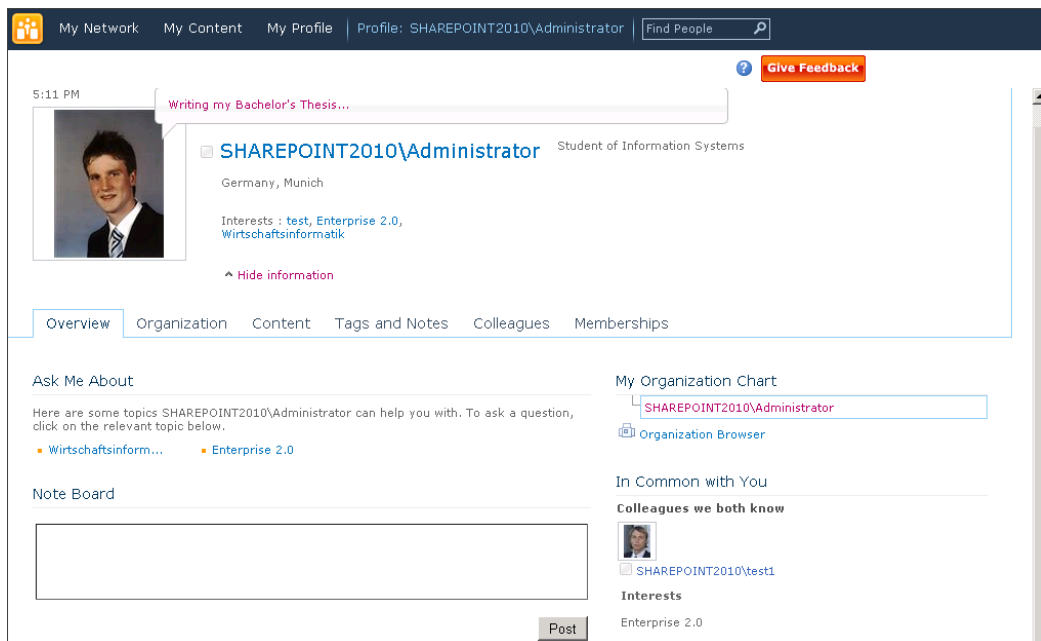 My Network My Content My Profile Profile: SHAREPOINT2010\Administrator Find People
Give Feedback
5:11 PM
Writing my Bachelor's Thesis...
SHAREPOINT2010\Administrator Student of Information Systems
Germany, Munich
Interests : test, Enterprise 2.0,
Wirtschaftsinformatik
Hide information
Overview Organization Content Tags and Notes Colleagues Memberships
Ask Me About
Here are some topics SHAREPOINT2010\Administrator can help you with. To ask a question,
click on the relevant topic below.
Wirtschaftsinform... Enterprise 2.0
Note Board
Post
My Organization Chart
SHAREPOINT2010\Administrator
Organization Browser
In Common with You
Colleagues we both know
SHAREPOINT2010\test1
Interests
Enterprise 2.0